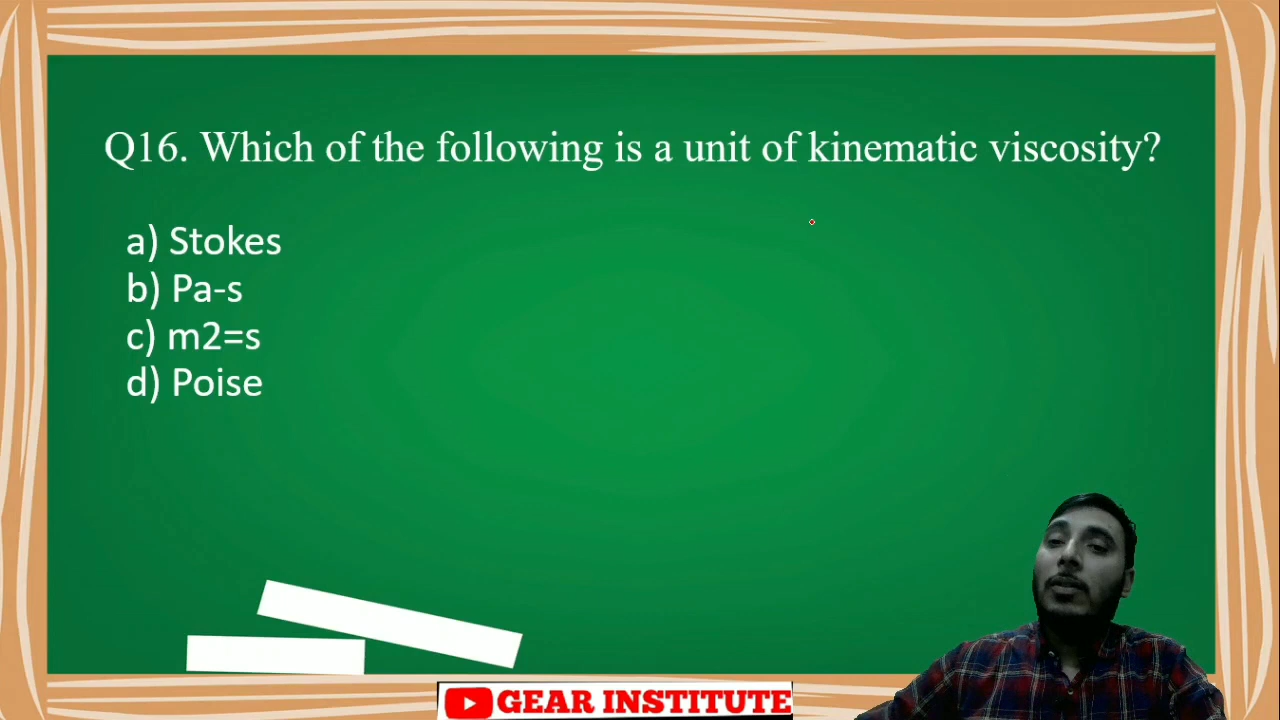 Q16. Which of the following is a unit of kinematic viscosity?
a) Stokes
b) Pa-s
c) m2=s
d) Poise
GEAR INSTITUTE